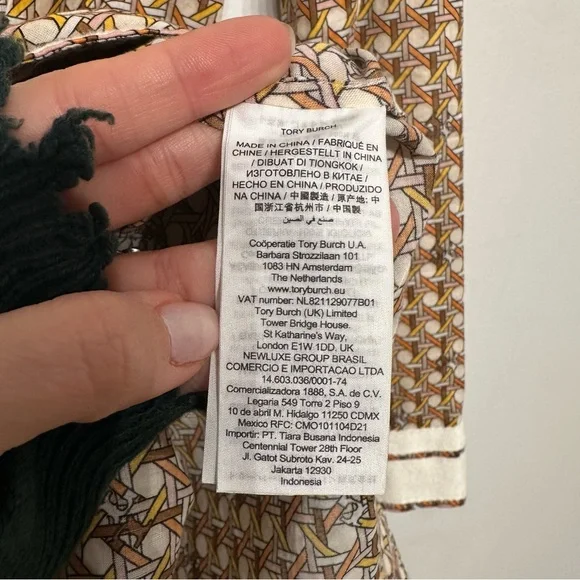 TORY BURCH
MADE IN CHINA / FABRIQUÉ EN
CHINE / HERGESTELLT IN CHINA
/ DIBUAT DI TIONGKOK /
ИЗГОТОВЛЕНО В КИТАЕ /
HECHO EN CHINA / PRODUZIDO
NA CHINA / 中國製造 / 原产地: 中
国浙江省杭州市 / 中国製
صنع في الصين
Coöperatie Tory Burch U.A.
Barbara Strozzilaan 101
1083 HN Amsterdam
The Netherlands
www.toryburch.eu
VAT number: NL821129077B01
Tory Burch (UK) Limited
Tower Bridge House.
St Katharine's Way,
London E1W 1DD. UK
NEWLUXE GROUP BRASIL
COMERCIO E IMPORTACAO LTDA
14.603.036/0001-74
Comercializadora 1888, S.A. de C.V.
Legaria 549 Torre 2 Piso 9
10 de abril M. Hidalgo 11250 CDMX
Mexico RFC: CMO101104D21
Importir: PT. Tiara Busana Indonesia
Centennial Tower 28th Floor
Jl. Gatot Subroto Kav. 24-25
Jakarta 12930
Indonesia